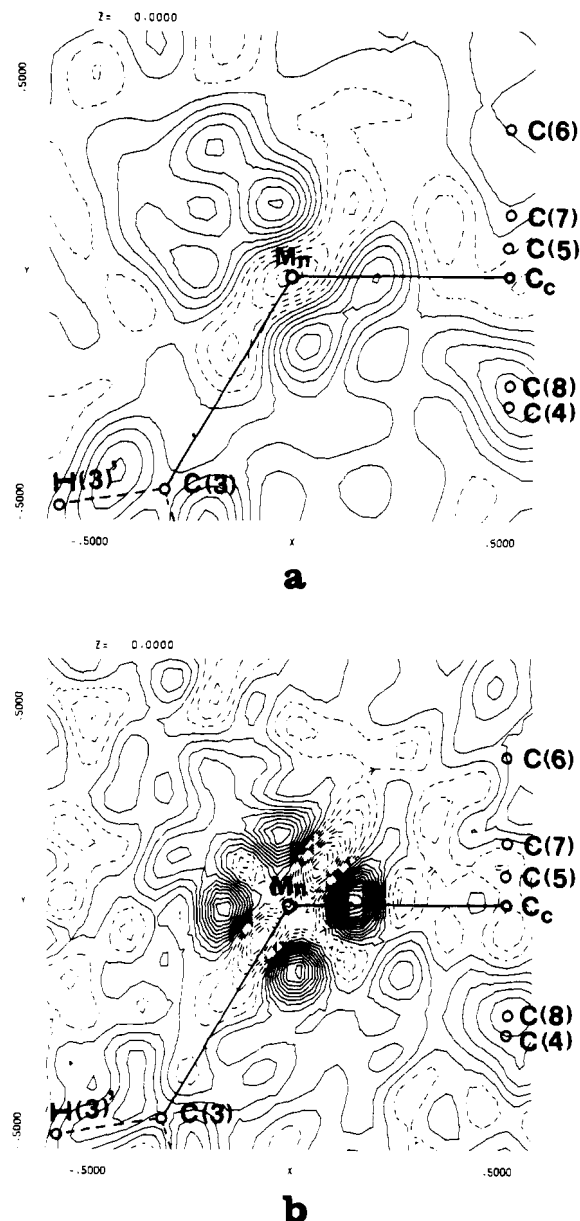 Z= 0.0000
.5000
C(6)
C(7)
Y
Mn
C(5)
Cc
C(8)
C(4)
H(3)'
C(3)
-.5000
-.5000
X
.5000
a
Z= 0.0000
.5000
C(6)
C(7)
Mn
C(5)
Y
Cc
C(8)
C(4)
H(3)'
C(3)
-.5000
-.5000
X
.5000
b